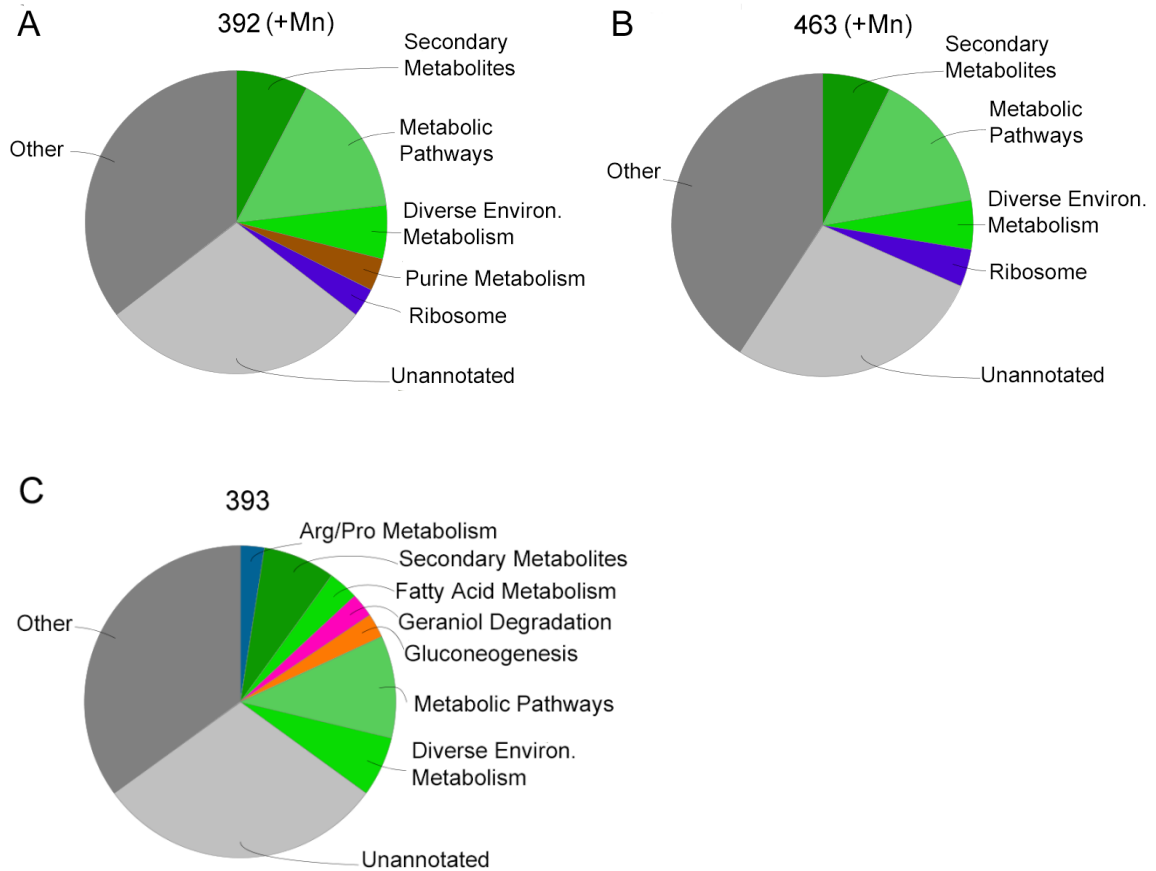 A
392 (+Mn)
Secondary
Metabolites
Metabolic
Pathways
Other
Diverse Environ.
Metabolism
Purine Metabolism
Ribosome
Unannotated
B
463 (+Mn)
Secondary
Metabolites
Metabolic
Pathways
Other
Diverse Environ.
Metabolism
Ribosome
Unannotated
C
393
Arg/Pro Metabolism
Secondary Metabolites
Fatty Acid Metabolism
Geraniol Degradation
Other
Gluconeogenesis
Metabolic Pathways
Diverse Environ.
Metabolism
Unannotated